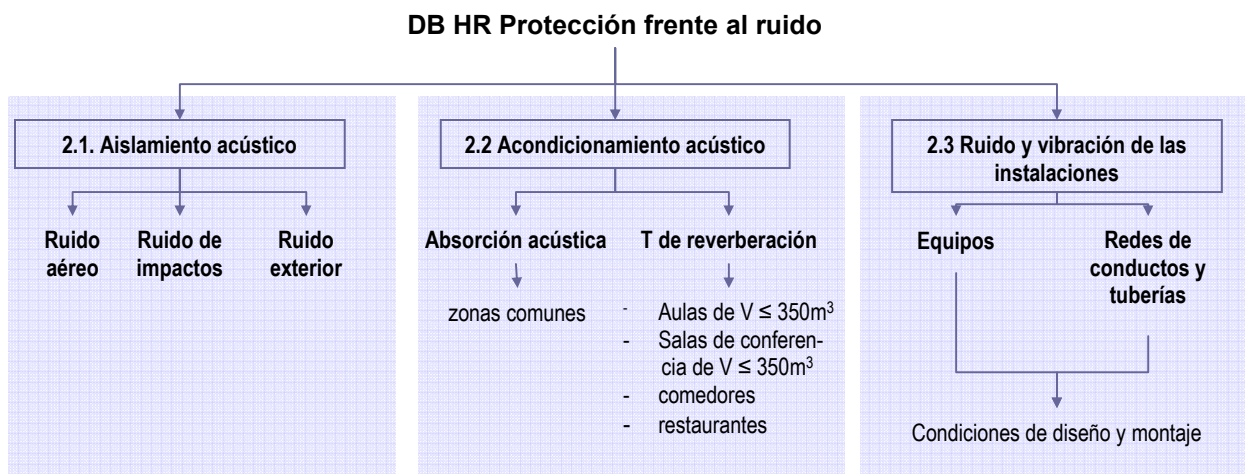 DB HR Protección frente al ruido
2.1. Aislamiento acústico
Ruido
aéreo
Ruido de
impactos
Ruido
exterior
2.2 Acondicionamiento acústico
Absorción acústica
zonas comunes
T de reverberación
- Aulas de V ≤ 350m³
- Salas de conferen-
cia de V ≤ 350m³
- comedores
- restaurantes
2.3 Ruido y vibración de las
instalaciones
Equipos
Redes de
conductos y
tuberías
Condiciones de diseño y montaje